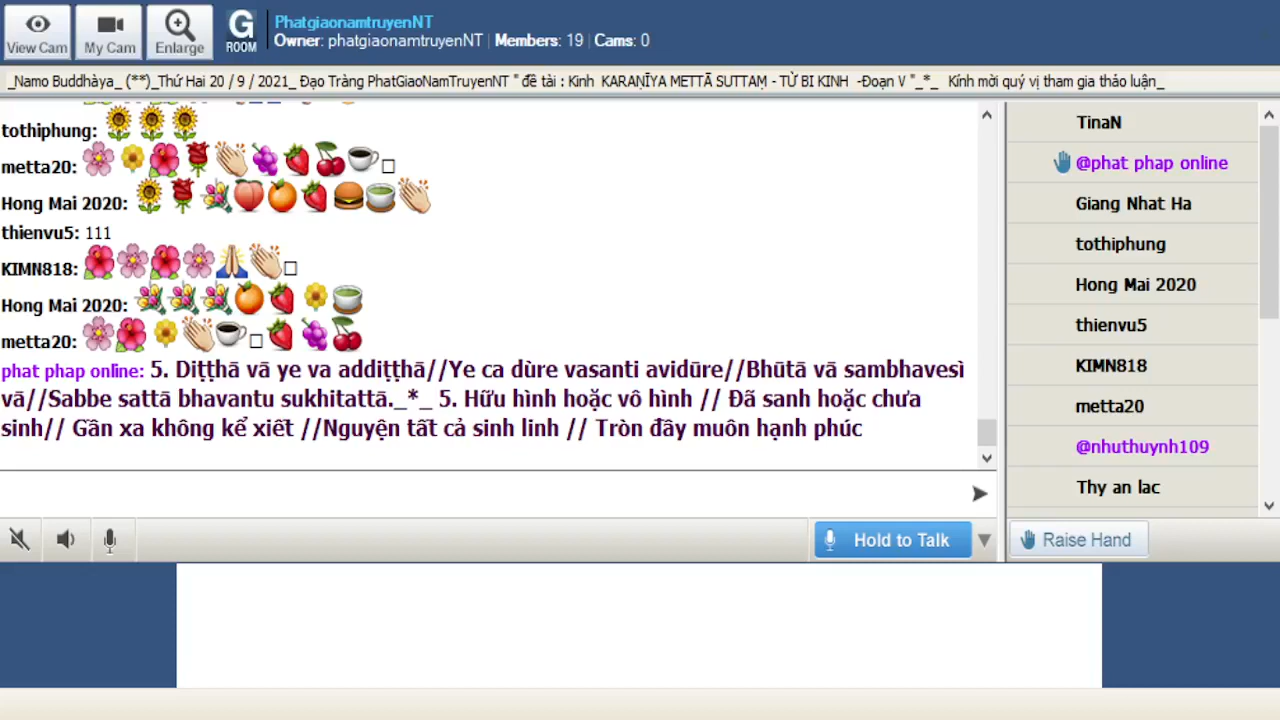 View Cam
My Cam
Enlarge
G
ROOM
PhatgiaonamtruyenNT
Owner: phatgiaonamtruyenNT | Members: 19 | Cams: 0
_Namo Buddhàya_ (**)_Thứ Hai 20 / 9 / 2021_ Đạo Tràng PhatGiaoNamTruyenNT " đề tài : Kinh KARAṆĪYA METTĀ SUTTAṂ - TỪ BI KINH -Đoạn V "_*_ Kính mời quý vị tham gia thảo luận_
tothiphung:
metta20:
Hong Mai 2020:
thienvu5: 111
KIMN818:
Hong Mai 2020:
metta20:
phat phap online: 5. Diṭṭhā vā ye va addiṭṭhā//Ye ca dùre vasanti avidūre//Bhūtā vā sambhavesì
vā//Sabbe sattā bhavantu sukhitattā._*_ 5. Hữu hình hoặc vô hình // Đã sanh hoặc chưa
sinh// Gần xa không kể xiết //Nguyện tất cả sinh linh // Tròn đầy muôn hạnh phúc
TinaN
@phat phap online
Giang Nhat Ha
tothiphung
Hong Mai 2020
thienvu5
KIMN818
metta20
@nhuthuynh109
Thy an lac
Hold to Talk
Raise Hand